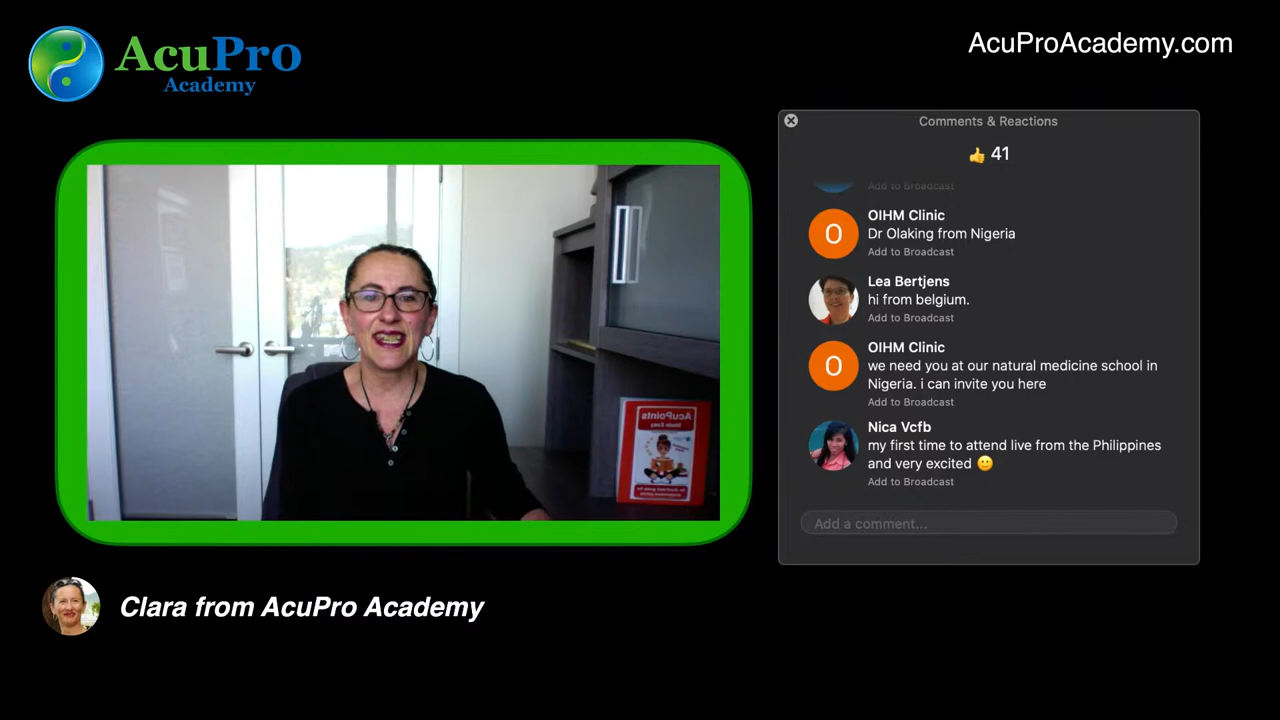 AcuPro
Academy
AcuProAcademy.com
Comments & Reactions
👍 41
Add to Broadcast
OIHM Clinic
O
Dr Olaking from Nigeria
Add to Broadcast
Lea Bertjens
hi from belgium.
Add to Broadcast
OIHM Clinic
O
we need you at our natural medicine school in
Nigeria. i can invite you here
Add to Broadcast
Nica Vcfb
my first time to attend live from the Philippines
and very excited 🙂
Add to Broadcast
Add a comment...
AcuPoints
Made Easy
Clara from AcuPro Academy